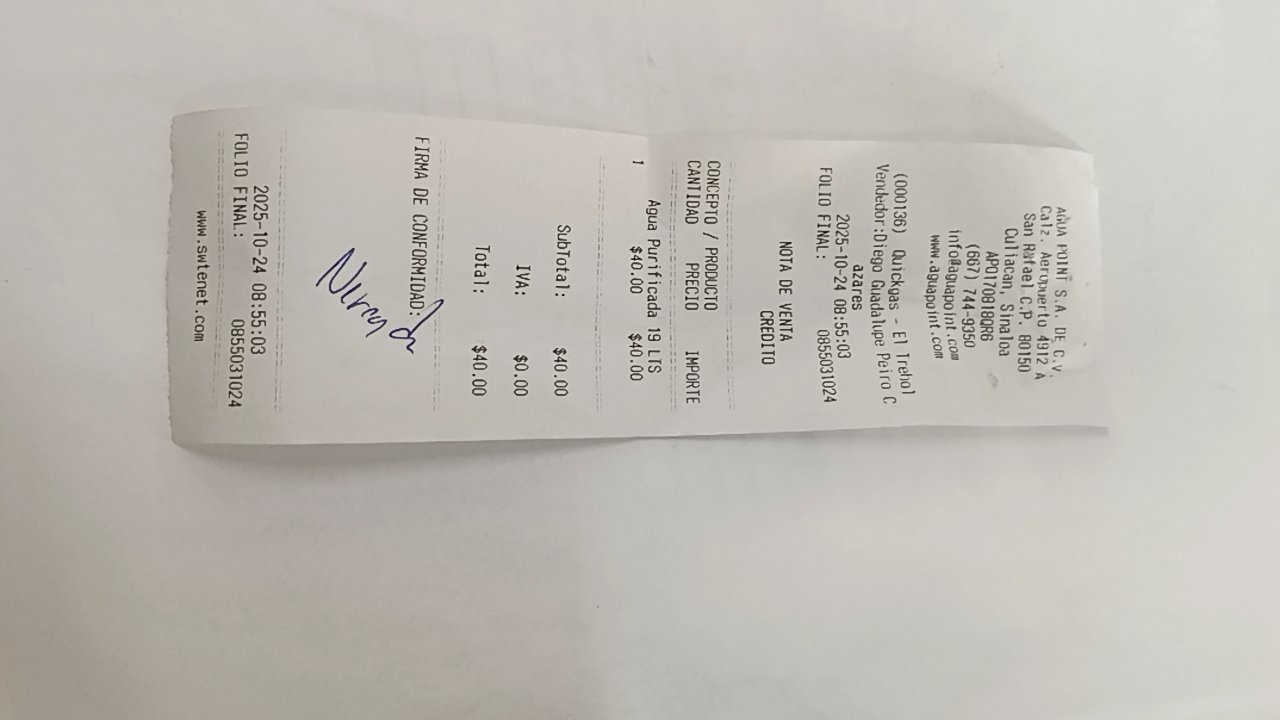 AGUA POINT S.A. DE C.V.
Calz. Aeropuerto 4912 A
San Rafael C.P. 80150
Culiacan, Sinaloa
APO170818QR6
(667) 744-9350
info@aguapoint.com
www.aguapoint.com
(000136) Quickgas - El Trebol
Vendedor:Diego Guadalupe Peiro C
azares
2025-10-24 08:55:03
FOLIO FINAL: 0855031024
NOTA DE VENTA
CREDITO
CONCEPTO / PRODUCTO
CANTIDAD PRECIO IMPORTE
Agua Purificada 19 LTS
1 $40.00 $40.00
SubTotal: $40.00
IVA: $0.00
Total: $40.00
FIRMA DE CONFORMIDAD:
2025-10-24 08:55:03
FOLIO FINAL: 0855031024
www.swtenet.com